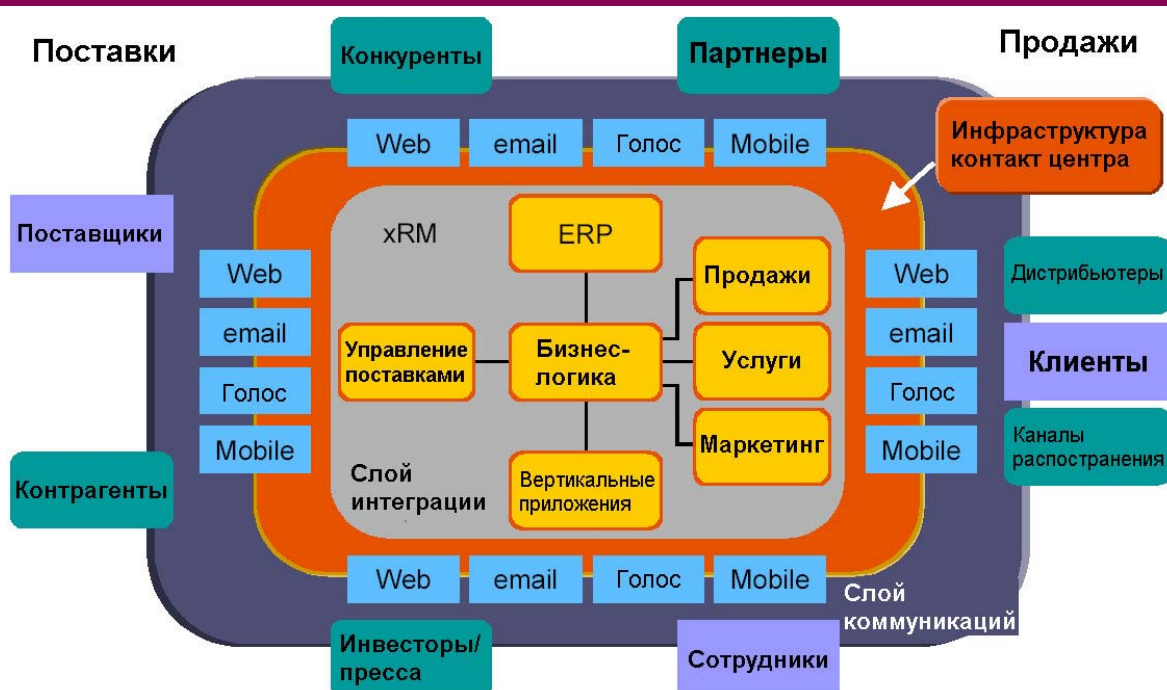 Поставки
Конкуренты
Партнеры
Продажи
Web
email
Голос
Mobile
Инфраструктура
контакт центра
Поставщики
xRM
ERP
Web
email
Голос
Mobile
Управление
поставками
Бизнес-
логика
Продажи
Услуги
Маркетинг
Web
email
Голос
Mobile
Дистрибьютеры
Клиенты
Каналы
распостранения
Контрагенты
Слой
интеграции
Вертикальные
приложения
Web
email
Голос
Mobile
Слой
коммуникаций
Инвесторы/
пресса
Сотрудники